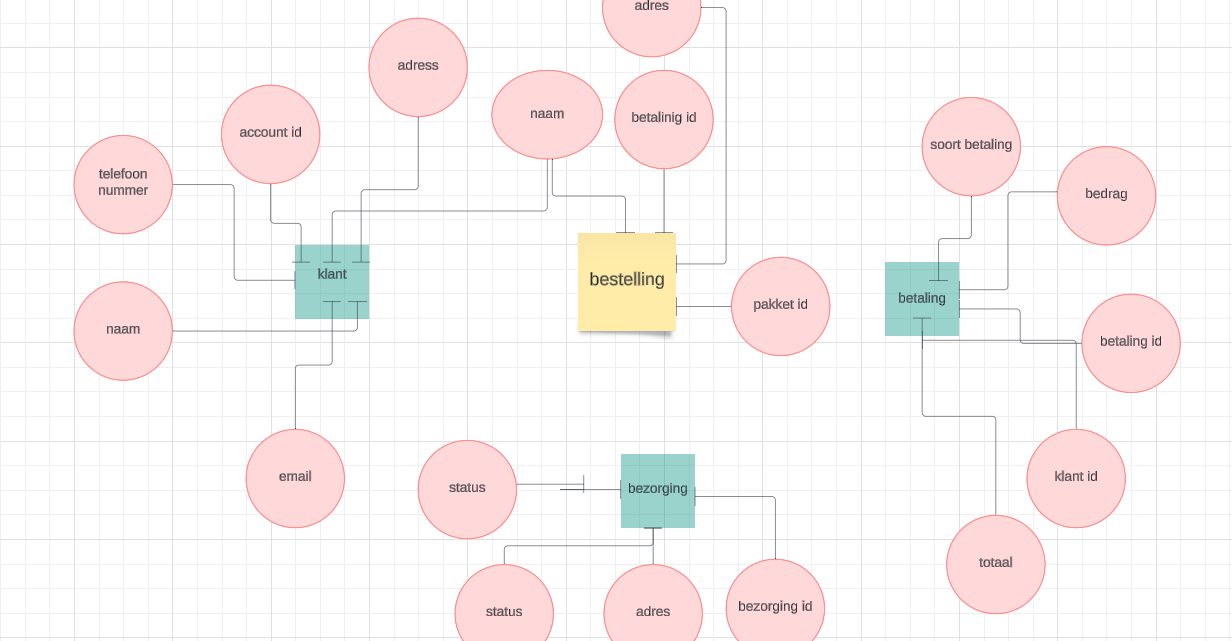 adres
adress
naam
betalinig id
account id
soort betaling
telefoon
nummer
bedrag
klant
bestelling
pakket id
betaling
naam
betaling id
email
status
bezorging
klant id
totaal
status
adres
bezorging id